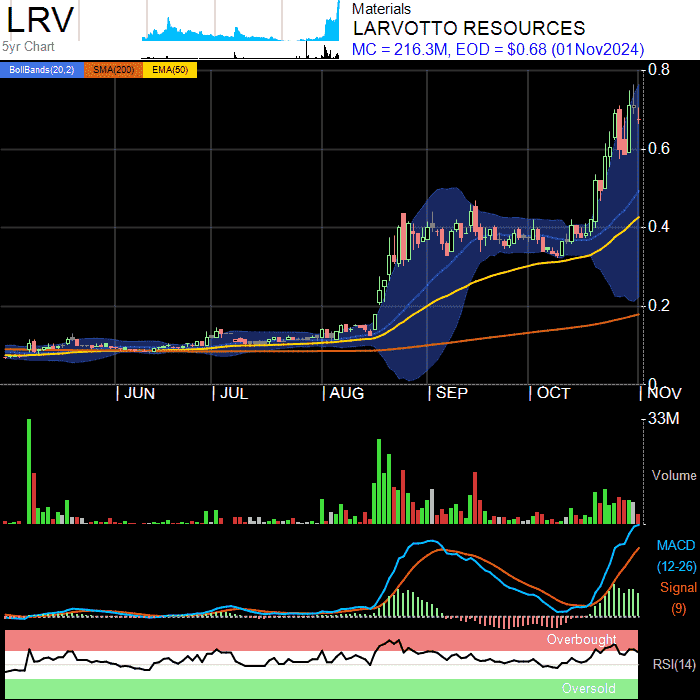 LRV
5yr Chart
Materials
LARVOTTO RESOURCES
MC = 216.3M, EOD = $0.68 (01Nov2024)
BollBands(20,2) SMA(200) EMA(50)
0.8
0.6
0.4
0.2
0
JUN JUL AUG SEP OCT NOV
33M
Volume
MACD
(12-26)
Signal
(9)
Overbought
RSI(14)
Oversold